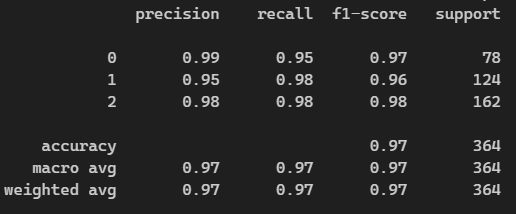 precision recall f1-score support
0 0.99 0.95 0.97 78
1 0.95 0.98 0.96 124
2 0.98 0.98 0.98 162
accuracy 0.97 364
macro avg 0.97 0.97 0.97 364
weighted avg 0.97 0.97 0.97 364